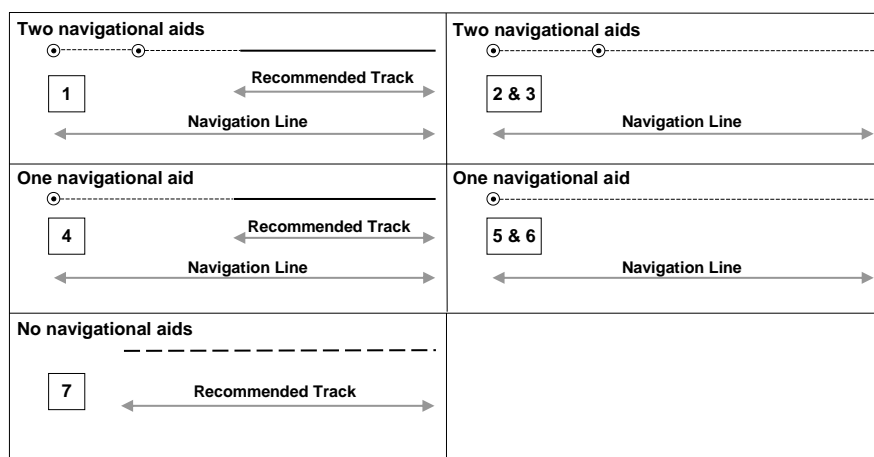 Two navigational aids
Recommended Track
1
Navigation Line
Two navigational aids
2 & 3
Navigation Line
One navigational aid
Recommended Track
4
Navigation Line
One navigational aid
5 & 6
Navigation Line
No navigational aids
7
Recommended Track